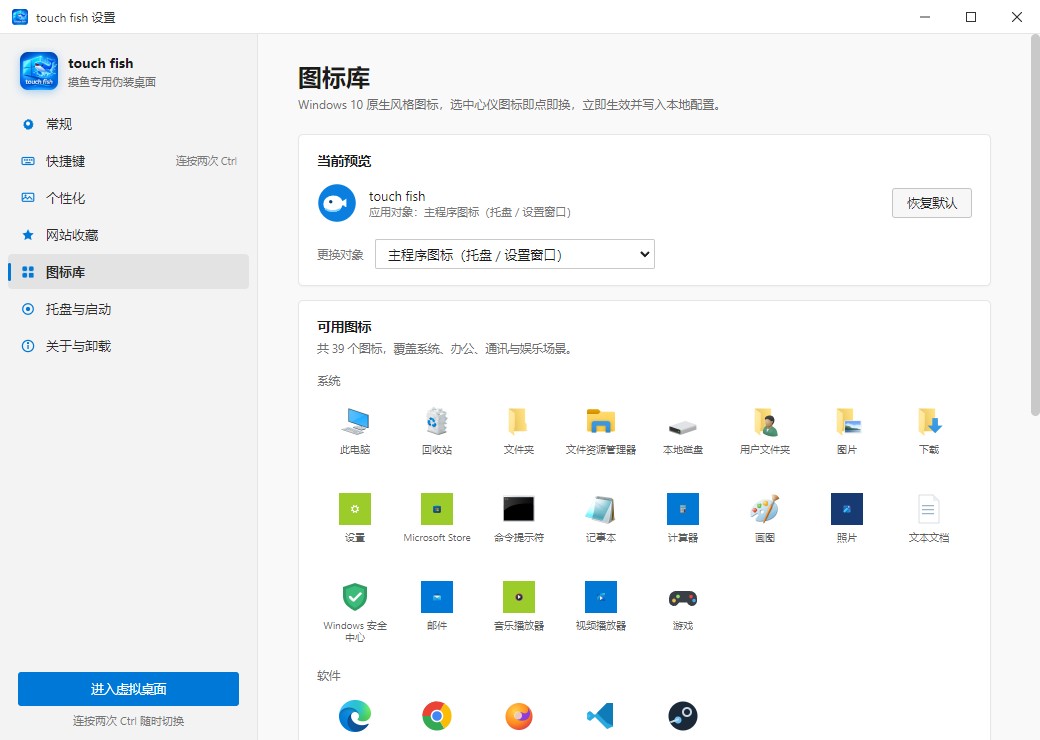 touch fish 设置
touch fish
touch fish
摸鱼专用伪装桌面
常规
快捷键 连按两次 Ctrl
个性化
网站收藏
图标库
托盘与启动
关于与卸载
进入虚拟桌面
连按两次 Ctrl 随时切换
图标库
Windows 10 原生风格图标，选中心仪图标即点即换，立即生效并写入本地配置。
当前预览
touch fish
应用对象：主程序图标（托盘 / 设置窗口）
恢复默认
更换对象 主程序图标（托盘 / 设置窗口）
可用图标
共 39 个图标，覆盖系统、办公、通讯与娱乐场景。
系统
此电脑 回收站 文件夹 文件资源管理器 本地磁盘 用户文件夹 图片 下载
设置 Microsoft Store 命令提示符 记事本 计算器 画图 照片 文本文档
Windows 安全 邮件 音乐播放器 视频播放器 游戏
中心
软件